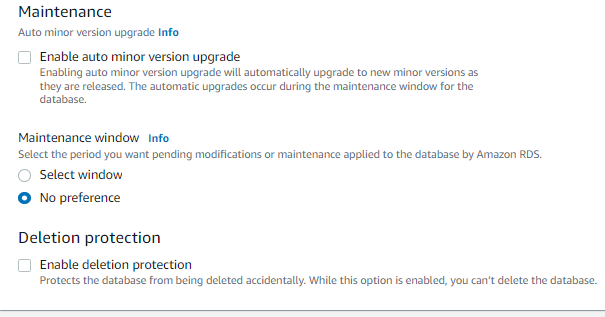 Maintenance
Auto minor version upgrade Info
Enable auto minor version upgrade
Enabling auto minor version upgrade will automatically upgrade to new minor versions as
they are released. The automatic upgrades occur during the maintenance window for the
database.
Maintenance window Info
Select the period you want pending modifications or maintenance applied to the database by Amazon RDS.
Select window
No preference
Deletion protection
Enable deletion protection
Protects the database from being deleted accidentally. While this option is enabled, you can't delete the database.